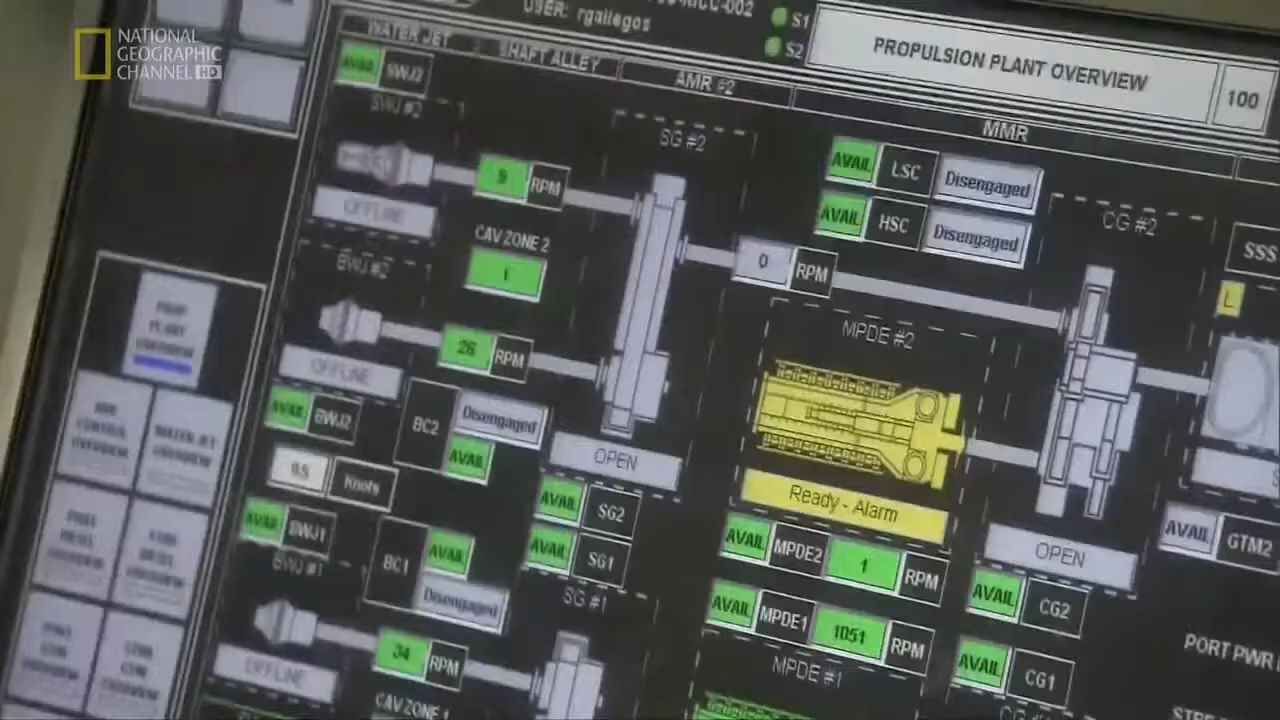 NATIONAL
GEOGRAPHIC
CHANNEL HD
USER: rgallegos
S1
S2
PROPULSION PLANT OVERVIEW
100
WATER JET
SHAFT ALLEY
AMR #2
MMR
AVAIL SWJ2
SWJ #2
SG #2
9 RPM
OFFLINE
CAV ZONE 2
1
AVAIL LSC Disengaged
AVAIL HSC Disengaged
CG #2
SSS
L
0 RPM
BWJ #2
26 RPM
OFFLINE
MPDE #2
AVAIL BWJ2
BC2 Disengaged
AVAIL
OPEN
Knots
Ready - Alarm
AVAIL SG2
AVAIL BWJ1
BC1 AVAIL
Disengaged
AVAIL SG1
AVAIL MPDE2 1 RPM
OPEN
AVAIL GTM2
AVAIL CG2
BWJ #1
SG #1
AVAIL MPDE1 1051 RPM
34 RPM
OFFLINE
MPDE #1
AVAIL CG1
PORT PWR
CAV ZONE 1